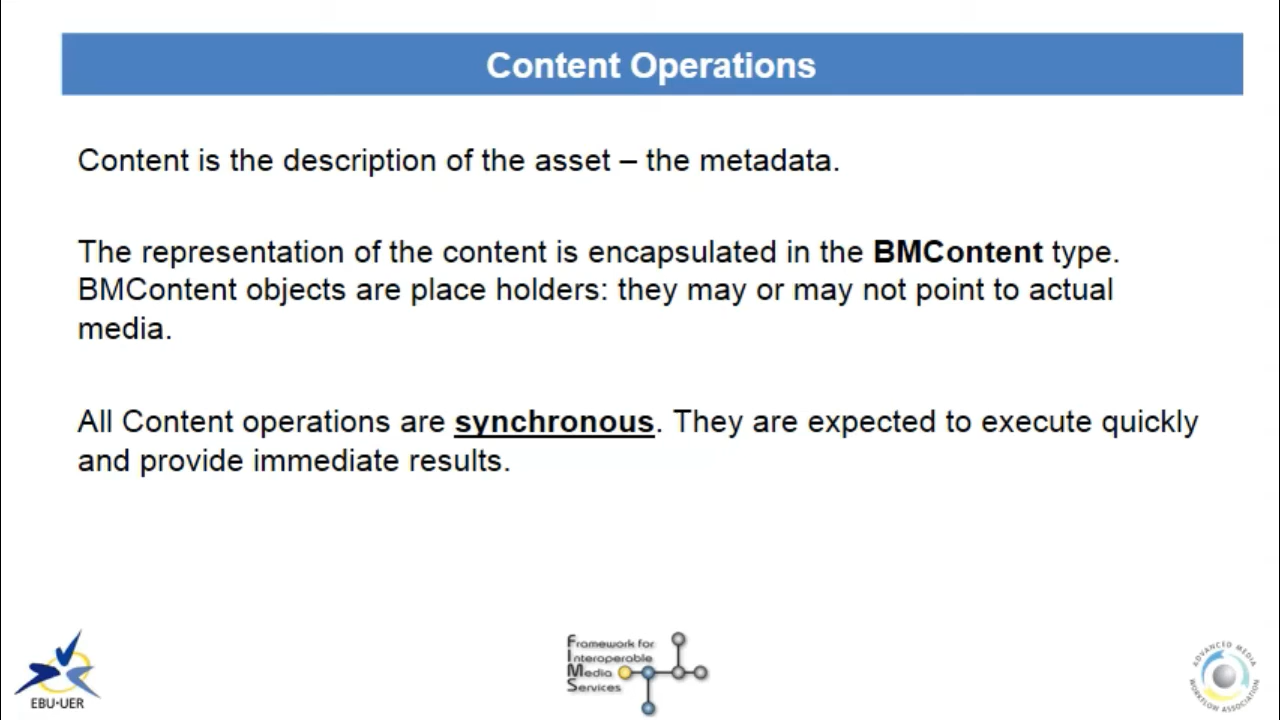 Content Operations
Content is the description of the asset – the metadata.
The representation of the content is encapsulated in the BMContent type.
BMContent objects are place holders: they may or may not point to actual
media.
All Content operations are synchronous. They are expected to execute quickly
and provide immediate results.
EBU·UER
Framework for
Interoperable
Media
Services
ADVANCED MEDIA
WORKFLOW ASSOCIATION